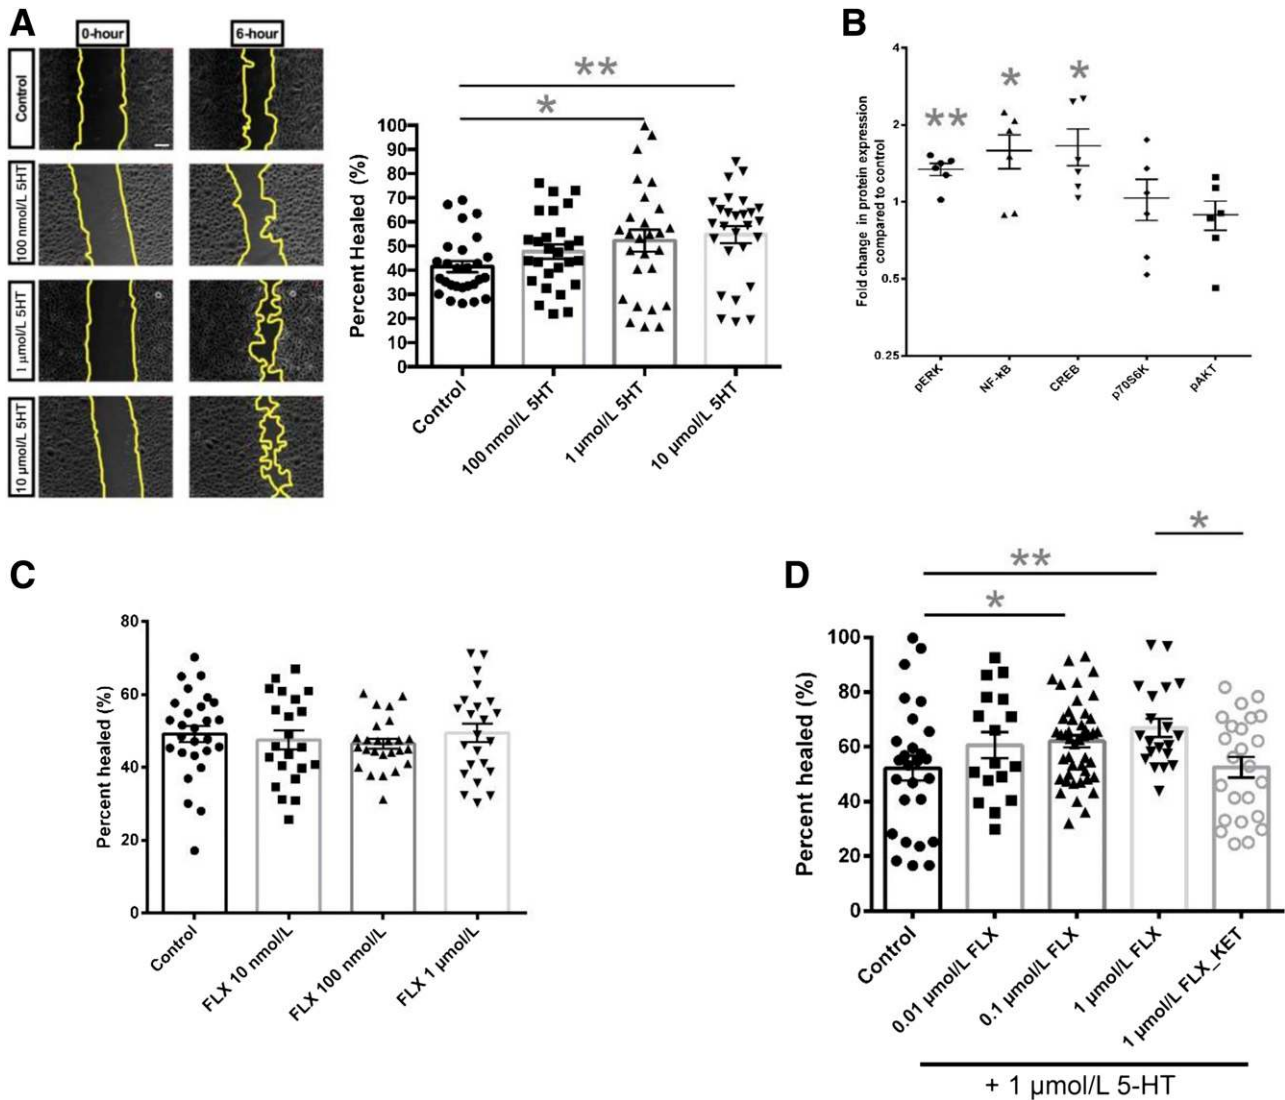 A
0-hour
6-hour
Control
100 nmol/L 5HT
1 µmol/L 5HT
10 µmol/L 5HT
**
*
Percent Healed (%)
100
90
80
70
60
50
40
30
20
10
0
Control
100 nmol/L 5HT
1 µmol/L 5HT
10 µmol/L 5HT
B
Fold change in protein expression
compared to control
4
2
1
0.5
0.25
**
*
*
pERK
NF-kB
CREB
p70S6K
pAKT
C
Percent healed (%)
80
60
40
20
0
Control
FLX 10 nmol/L
FLX 100 nmol/L
FLX 1 µmol/L
D
*
**
*
Percent healed (%)
100
80
60
40
20
0
Control
0.01 µmol/L FLX
0.1 µmol/L FLX
1 µmol/L FLX
1 µmol/L FLX_KET
+ 1 µmol/L 5-HT